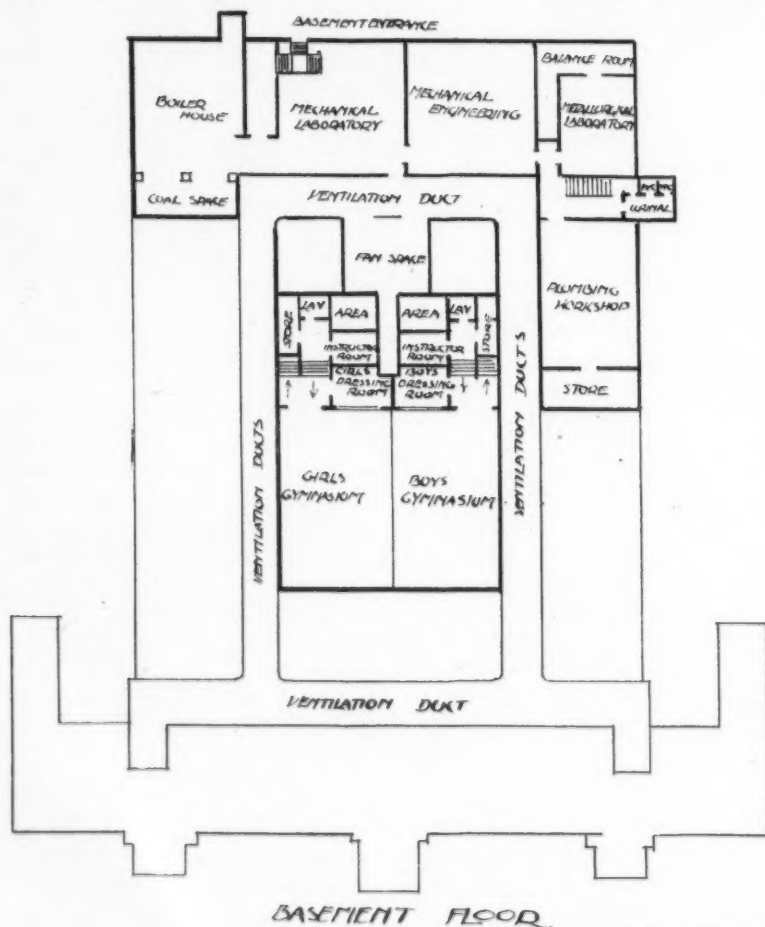 BASEMENT ENTRANCE
BALANCE ROOM
BOILER
HOUSE
MECHANICAL
LABORATORY
MECHANICAL
ENGINEERING
METALLURGICAL
LABORATORY
COAL SPACE
VENTILATION DUCT
URINAL
FAN SPACE
PLUMBING
WORKSHOP
STORE
LAV
AREA
AREA
LAV
STORE
INSTRUCTOR
ROOM
INSTRUCTOR
ROOM
GIRLS
DRESSING
ROOM
BOYS
DRESSING
ROOM
STORE
VENTILATION DUCTS
GIRLS
GYMNASIUM
BOYS
GYMNASIUM
VENTILATION DUCTS
VENTILATION DUCT
BASEMENT FLOOR